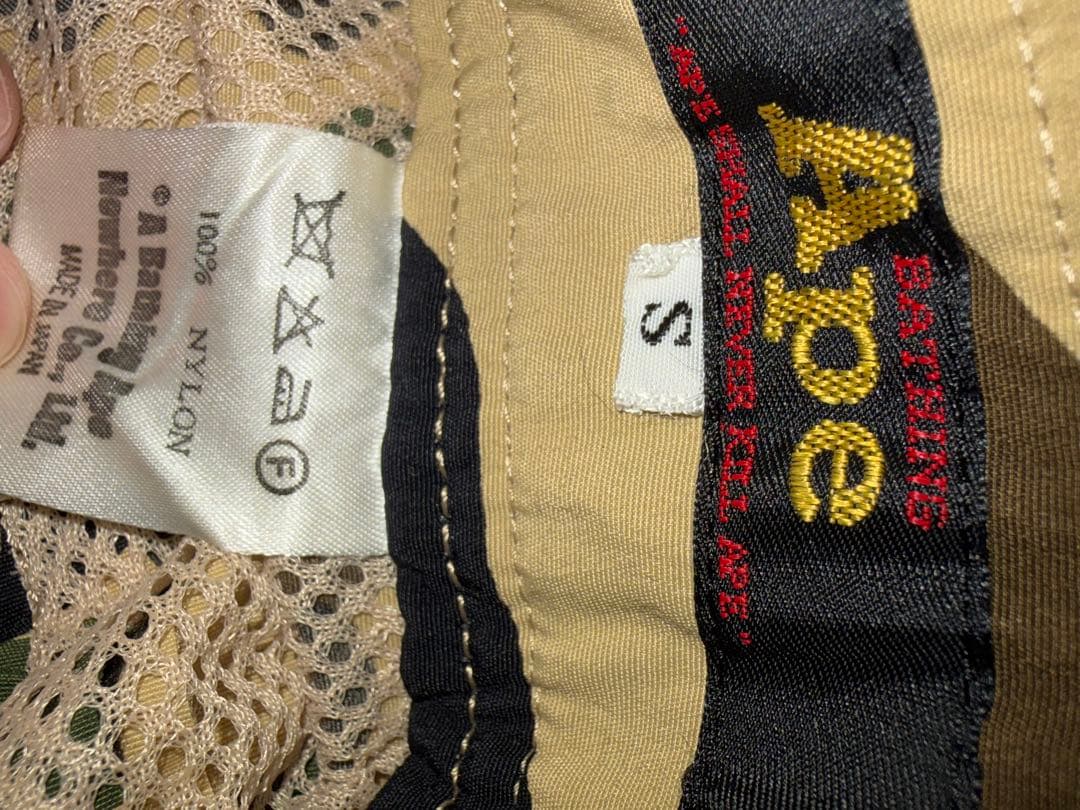 BATHING
Ape
"APE SHALL NEVER KILL APE"
S
100% NYLON
© A Bathing Ape
Nowhere Co., Ltd.
MADE IN JAPAN